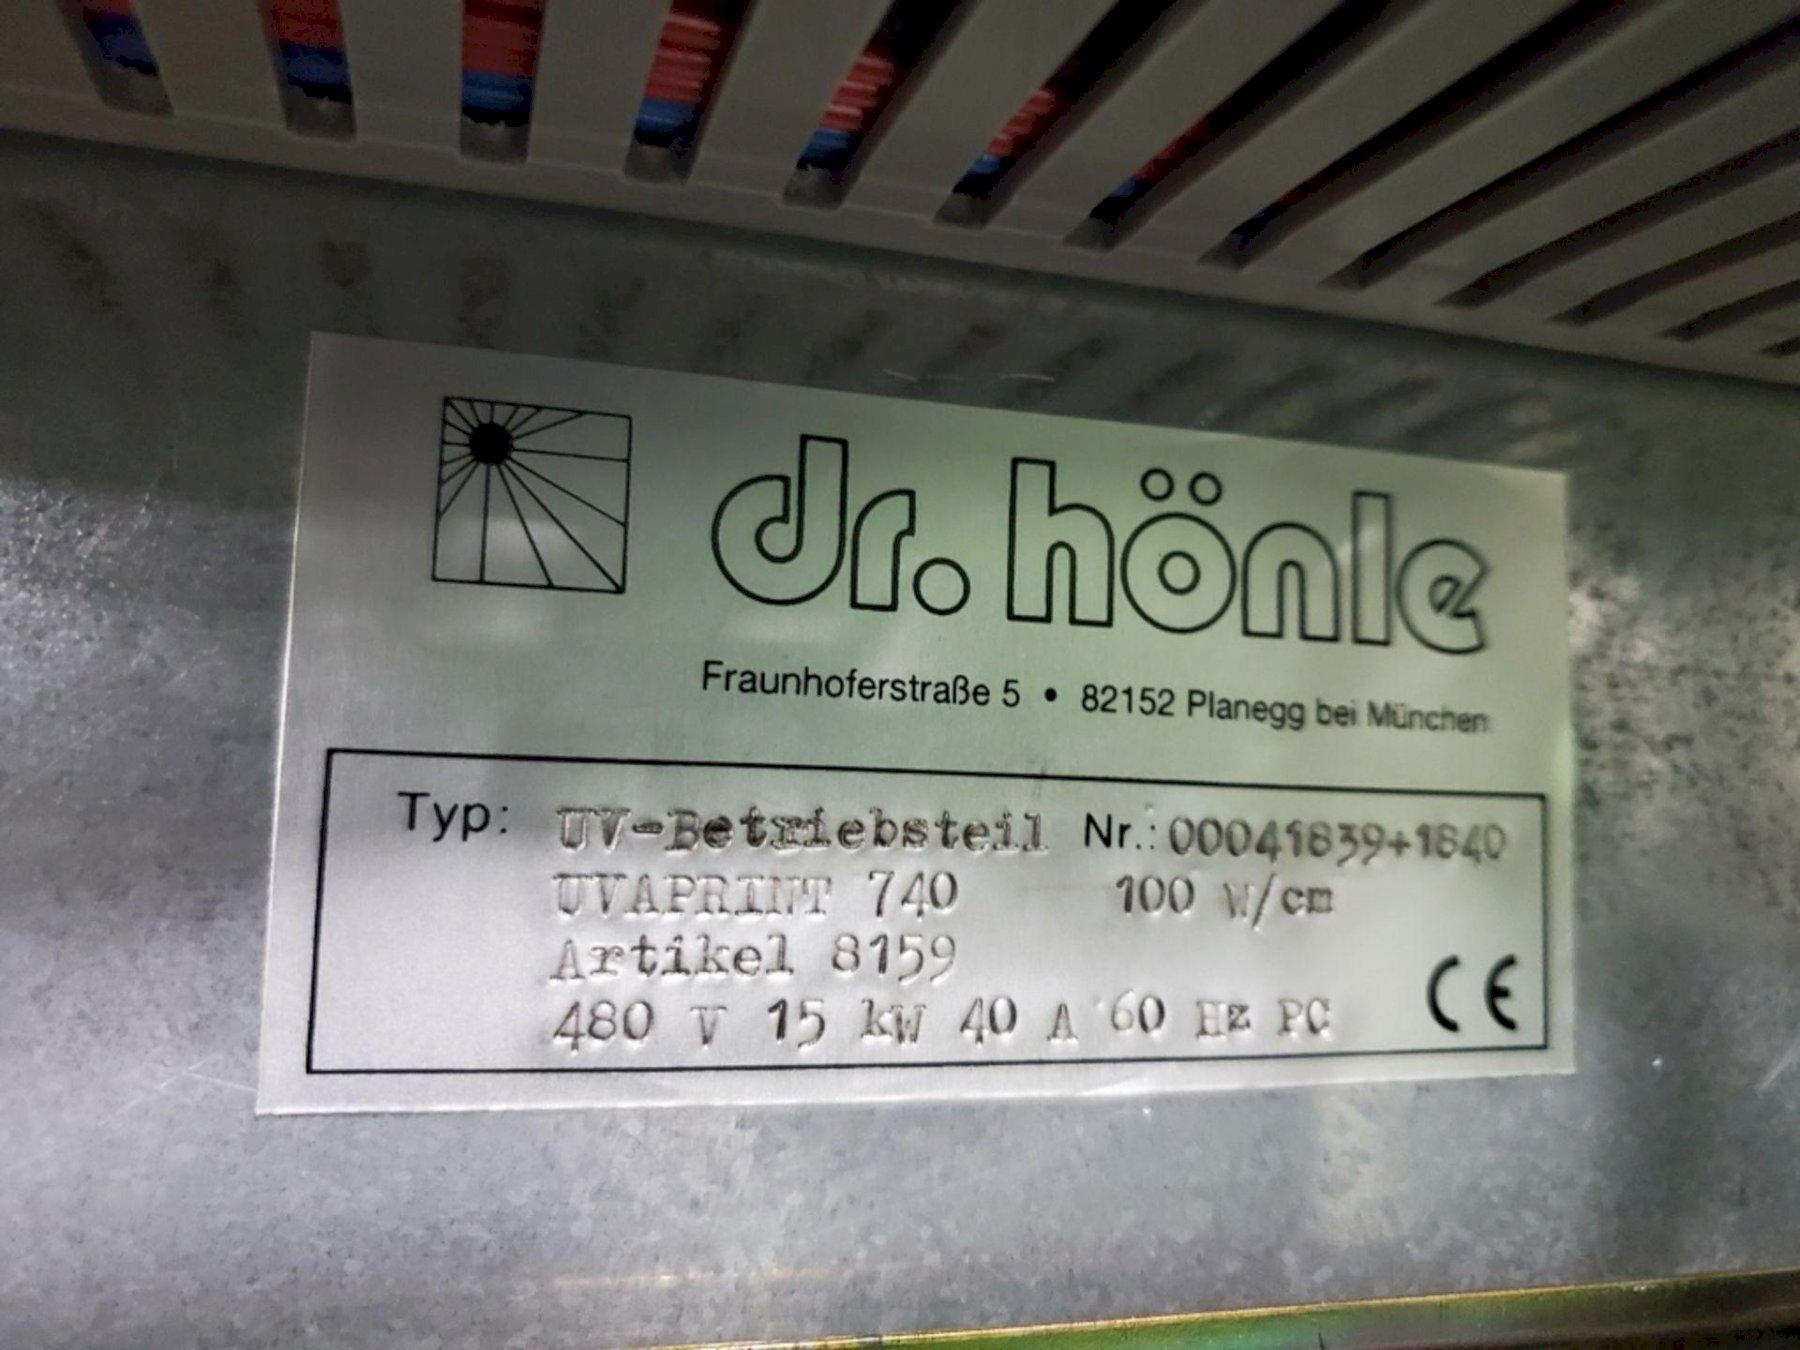 dr. hönle
Fraunhoferstraße 5 • 82152 Planegg bei München
Typ: UV-Betriebsteil Nr.: 00041839+1840
UVAPRINT 740 100 W/cm
Artikel 8159
480 V 15 kW 40 A 60 Hz PC CE